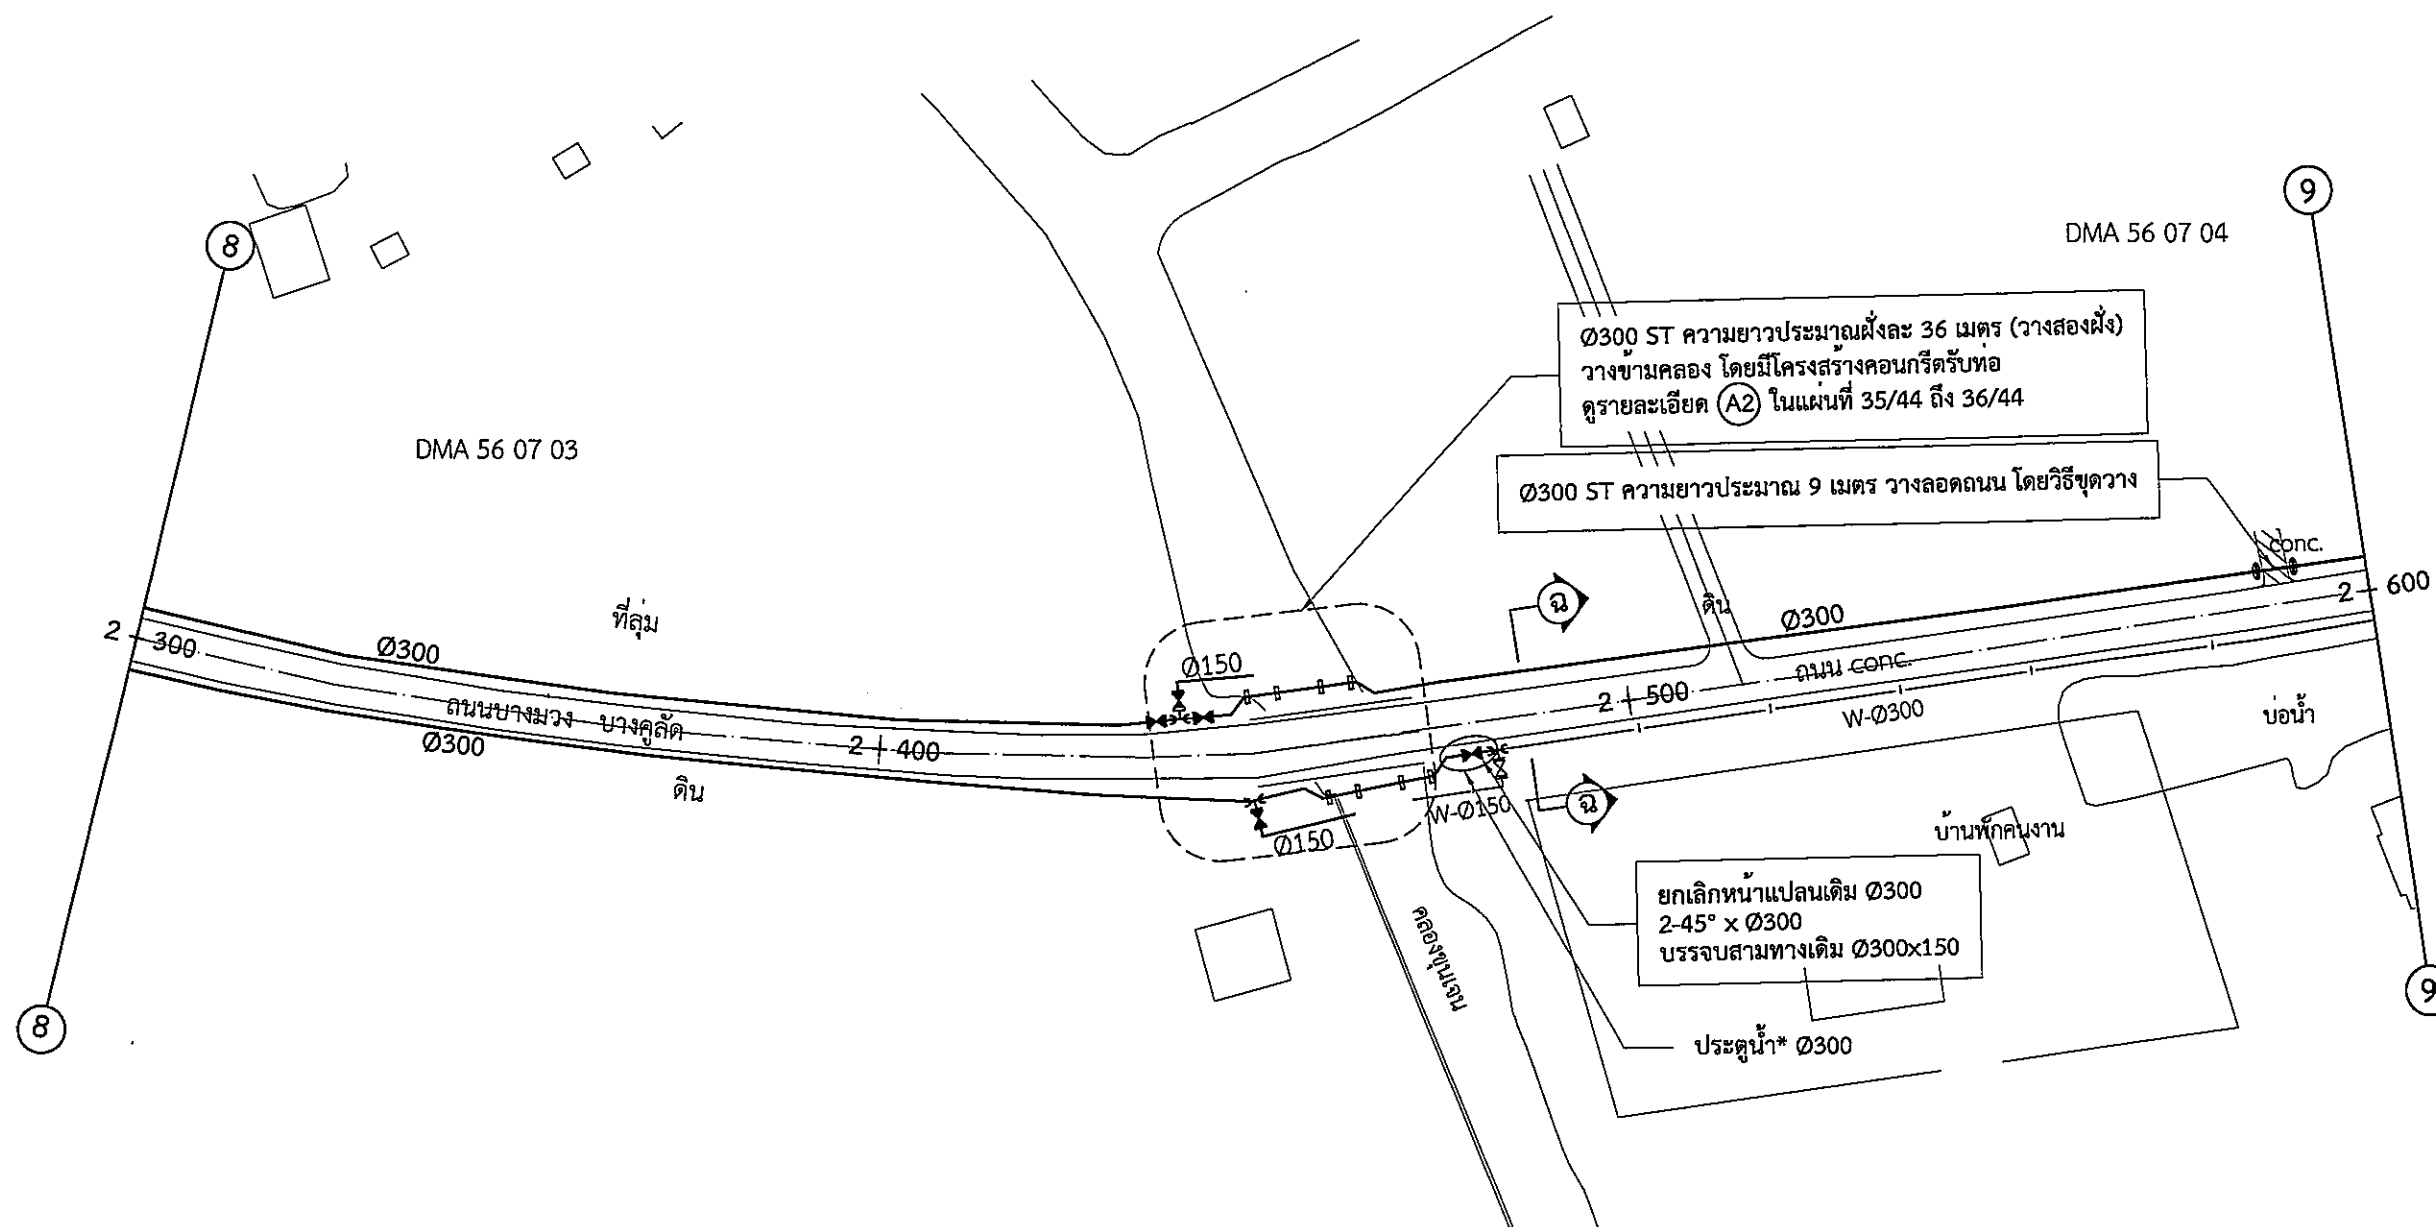 9
8
DMA 56 07 04
Ø300 ST ความยาวประมาณฝั่งละ 36 เมตร (วางสองฝั่ง)
วางข้ามคลอง โดยมีโครงสร้างคอนกรีตรับท่อ
ดูรายละเอียด A2 ในแผ่นที่ 35/44 ถึง 36/44
DMA 56 07 03
Ø300 ST ความยาวประมาณ 9 เมตร วางลอดถนน โดยวิธีขุดวาง
conc.
2 600
ฉ
ดิน
Ø300
ที่ลุ่ม
2 300
Ø300
Ø150
ถนน conc.
2 500
W-Ø300
บ่อน้ำ
ถนนบางม่วง - บางคูลัด
Ø300
2 400
ดิน
W-Ø150
ฉ
Ø150
บ้านพักคนงาน
ยกเลิกหน้าแปลนเดิม Ø300
2-45° x Ø300
บรรจบสามทางเดิม Ø300x150
คลองขุนเจน
ประตูน้ำ* Ø300
9
8